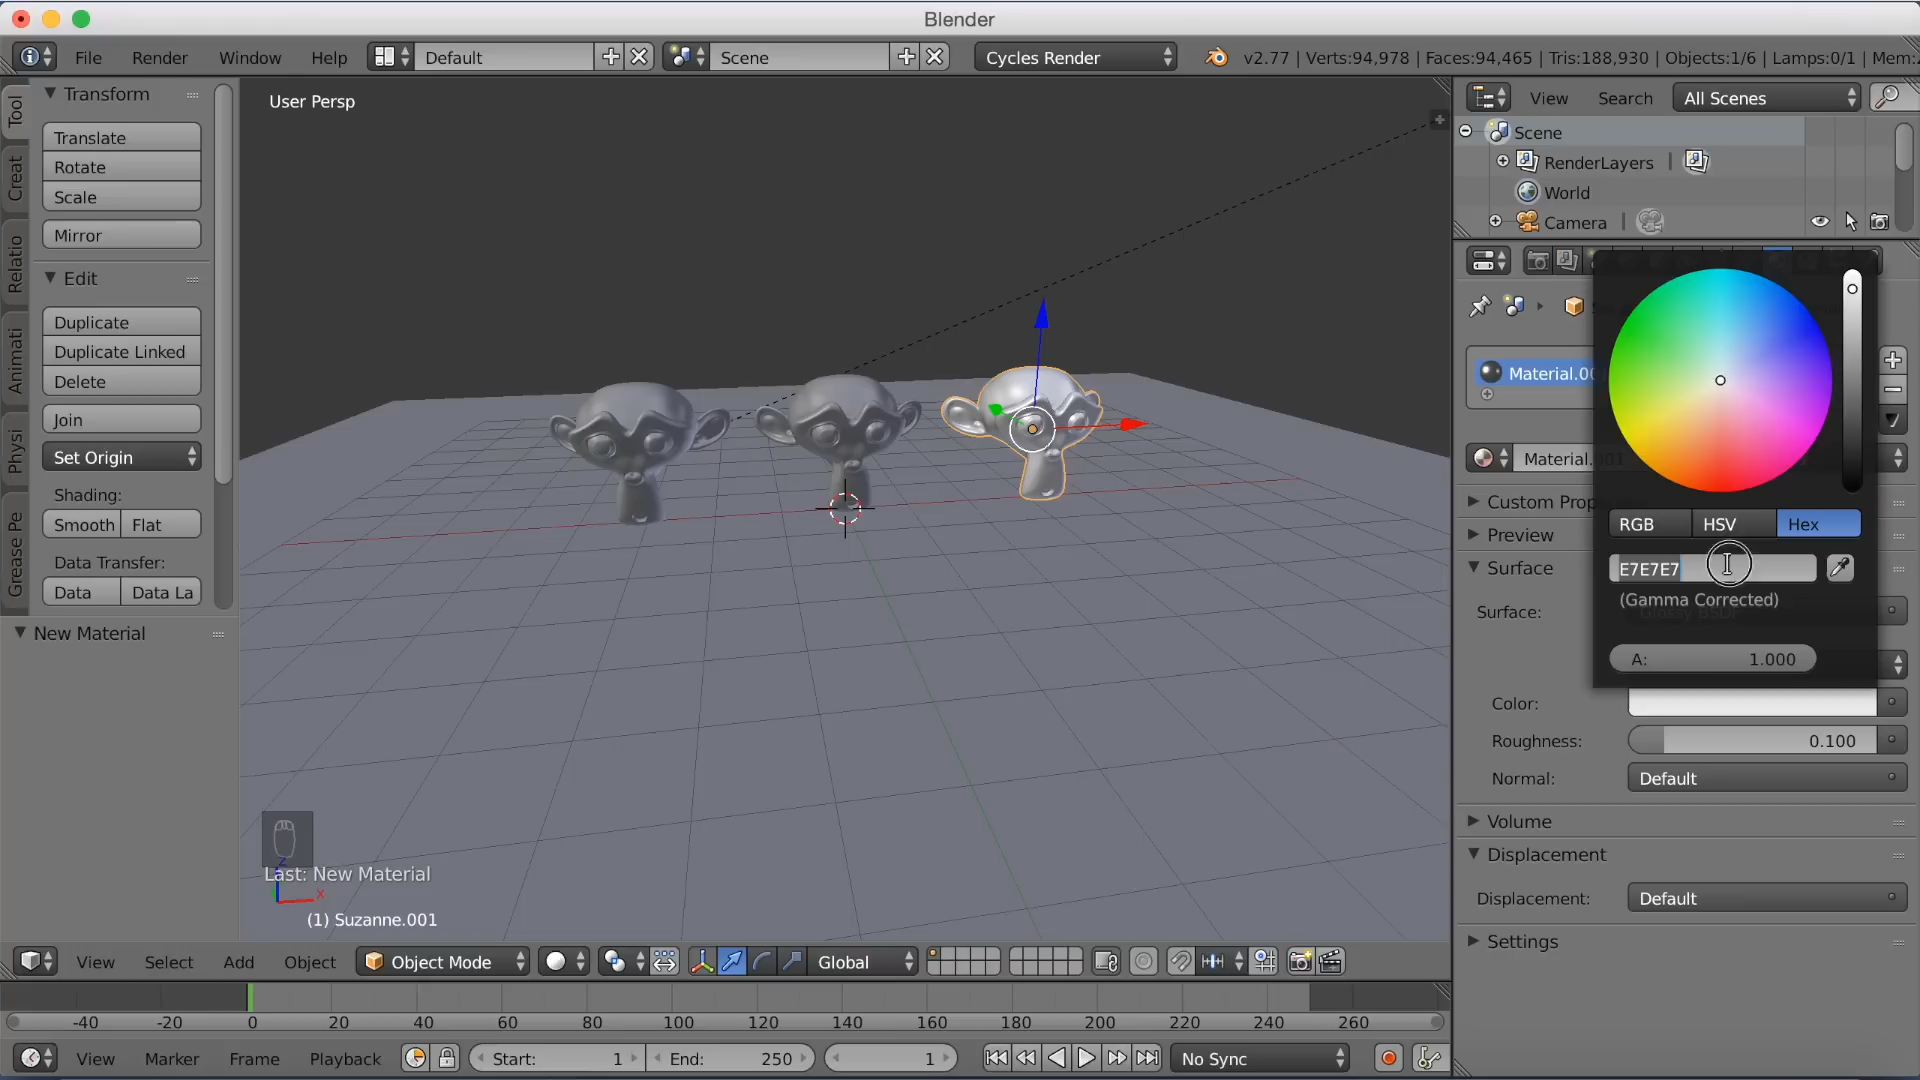 Blender
File
Render
Window
Help
Default
Scene
Cycles Render
v2.77 | Verts:94,978 | Faces:94,465 | Tris:188,930 | Objects:1/6 | Lamps:0/1 | Mem:
Tool
Creat
Relatio
Animati
Physi
Grease Pe
Transform
Translate
Rotate
Scale
Mirror
Edit
Duplicate
Duplicate Linked
Delete
Join
Set Origin
Shading:
Smooth
Flat
Data Transfer:
Data
Data La
New Material
User Persp
Last: New Material
(1) Suzanne.001
z
x
View
Search
All Scenes
Scene
RenderLayers
World
Camera
Material.00
Material.001
Custom Prop
Preview
Surface
Surface:
Glossy BSDF
RGB
HSV
Hex
E7E7E7
(Gamma Corrected)
A: 1.000
Color:
Roughness: 0.100
Normal: Default
Volume
Displacement
Displacement: Default
Settings
View
Select
Add
Object
Object Mode
Global
-40 -20 0 20 40 60 80 100 120 140 160 180 200 220 240 260
View
Marker
Frame
Playback
Start: 1
End: 250
1
No Sync